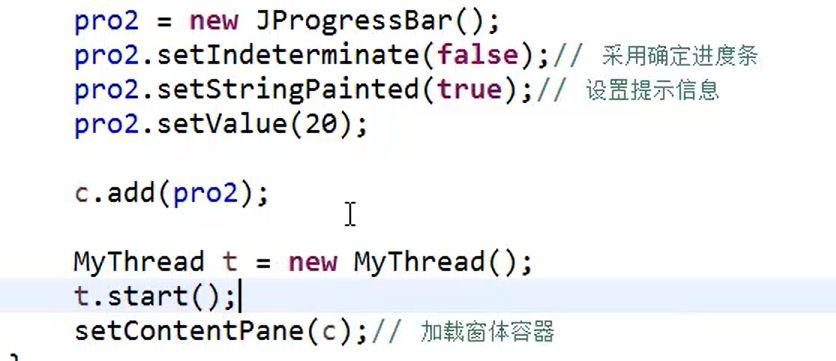 pro2 = new JProgressBar();
pro2.setIndeterminate(false);// 采用确定进度条
pro2.setStringPainted(true);// 设置提示信息
pro2.setValue(20);
c.add(pro2);
MyThread t = new MyThread();
t.start();
setContentPane(c);// 加载窗体容器
}